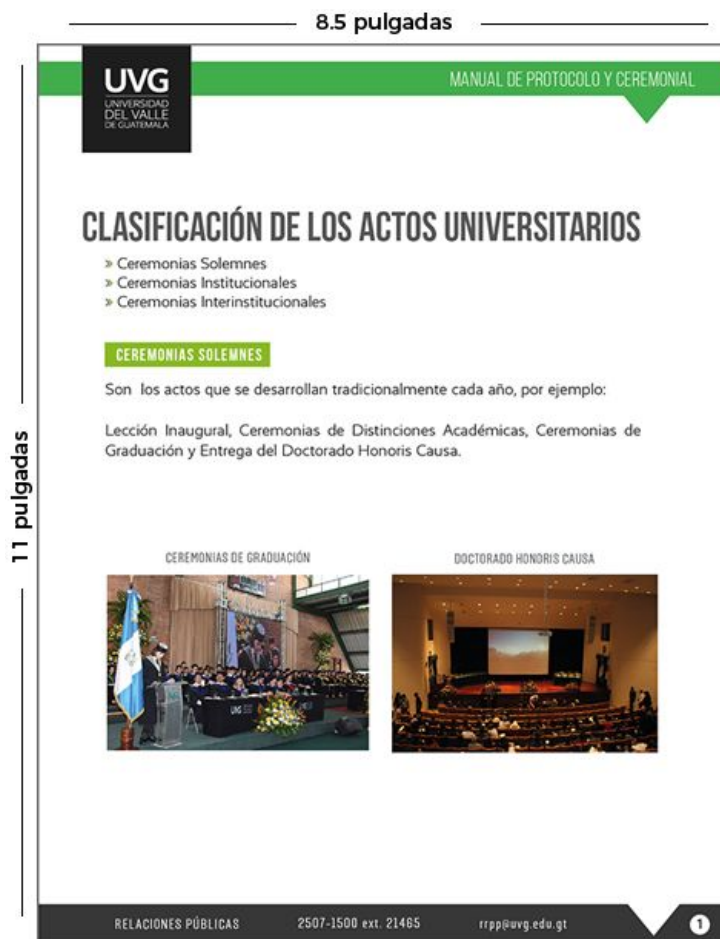 8.5 pulgadas
UVG
UNIVERSIDAD
DEL VALLE
DE GUATEMALA
MANUAL DE PROTOCOLO Y CEREMONIAL
11 pulgadas
CLASIFICACIÓN DE LOS ACTOS UNIVERSITARIOS
» Ceremonias Solemnes
» Ceremonias Institucionales
» Ceremonias Interinstitucionales
CEREMONIAS SOLEMNES
Son los actos que se desarrollan tradicionalmente cada año, por ejemplo:
Lección Inaugural, Ceremonias de Distinciones Académicas, Ceremonias de
Graduación y Entrega del Doctorado Honoris Causa.
CEREMONIAS DE GRADUACIÓN
DOCTORADO HONORIS CAUSA
UVG
RELACIONES PÚBLICAS 2507-1500 ext. 21465 rrpp@uvg.edu.gt 1